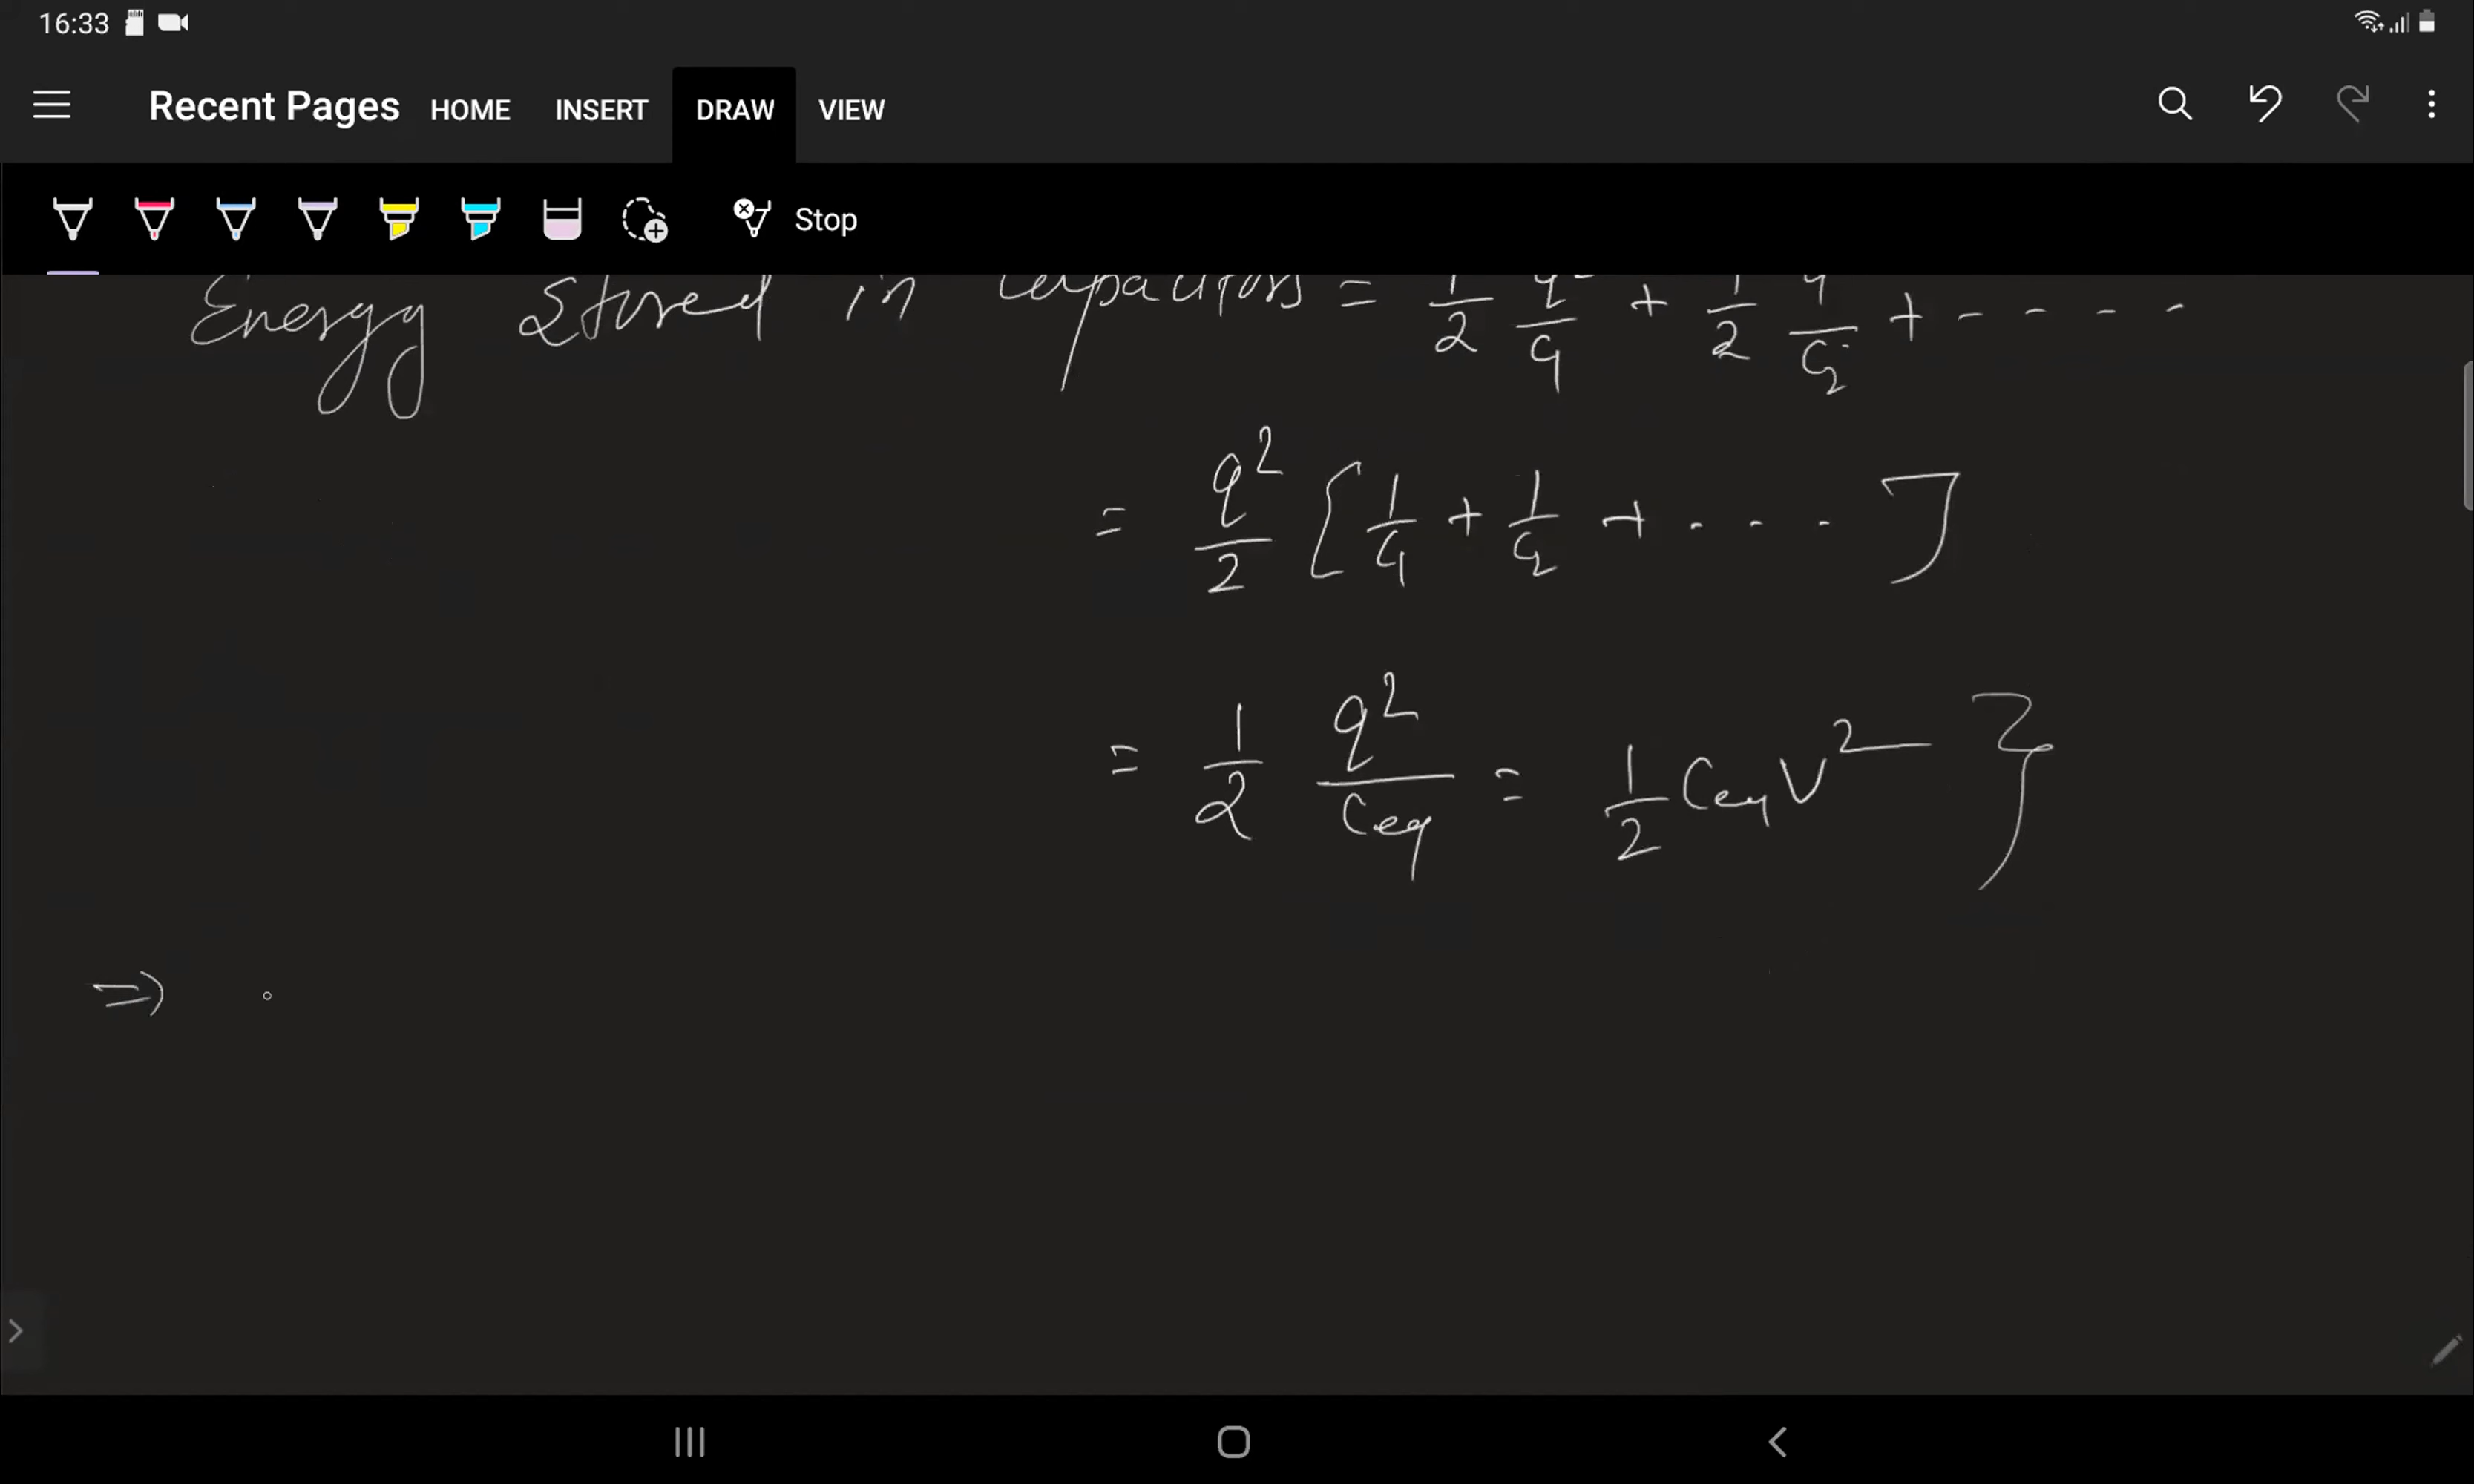 16:33
Recent Pages HOME INSERT DRAW VIEW
Stop
Energy Stored in Capacitors = 1/2 q²/C₁ + 1/2 q²/C₂ + - - - -
= q²/2 [ 1/C₁ + 1/C₂ + . . . ]
= 1/2 q²/Ceq = 1/2 Ceq V² }
⇒